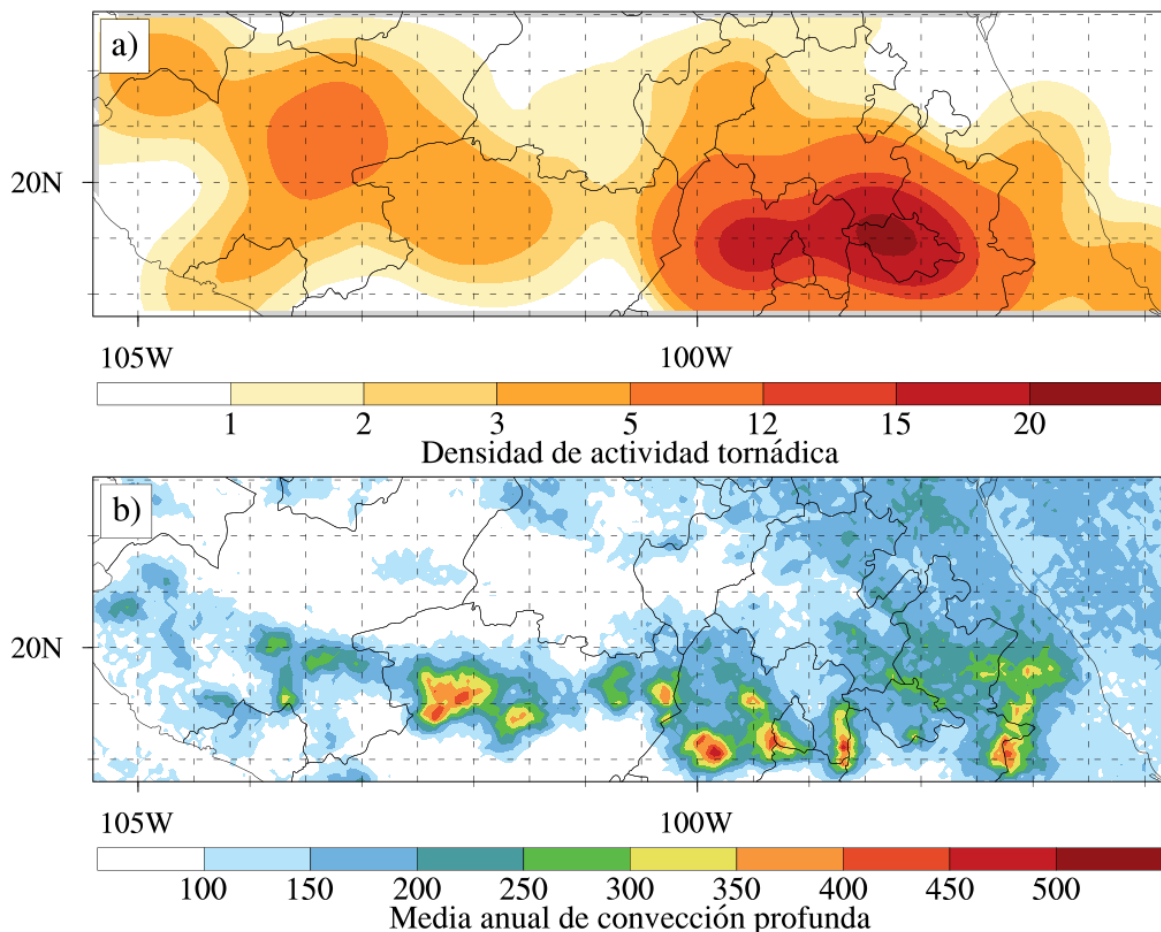 a)
20N
105W 100W
1 2 3 5 12 15 20
Densidad de actividad tornádica
b)
20N
105W 100W
100 150 200 250 300 350 400 450 500
Media anual de convección profunda